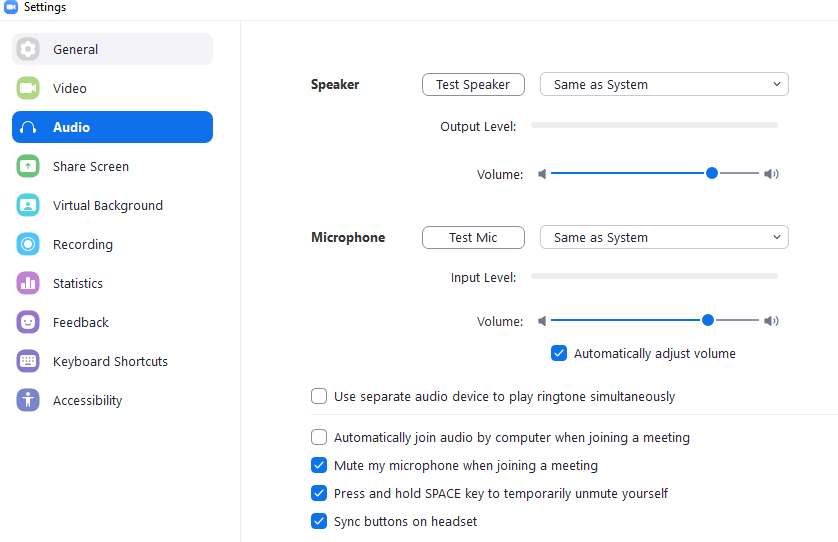 Settings
General
Video
Audio
Share Screen
Virtual Background
Recording
Statistics
Feedback
Keyboard Shortcuts
Accessibility
Speaker Test Speaker Same as System
Output Level:
Volume:
Microphone Test Mic Same as System
Input Level:
Volume:
Automatically adjust volume
Use separate audio device to play ringtone simultaneously
Automatically join audio by computer when joining a meeting
Mute my microphone when joining a meeting
Press and hold SPACE key to temporarily unmute yourself
Sync buttons on headset